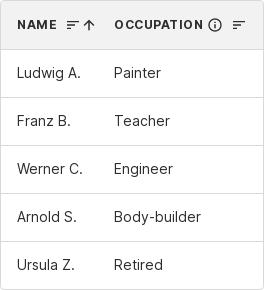 NAME OCCUPATION
Ludwig A. Painter
Franz B. Teacher
Werner C. Engineer
Arnold S. Body-builder
Ursula Z. Retired